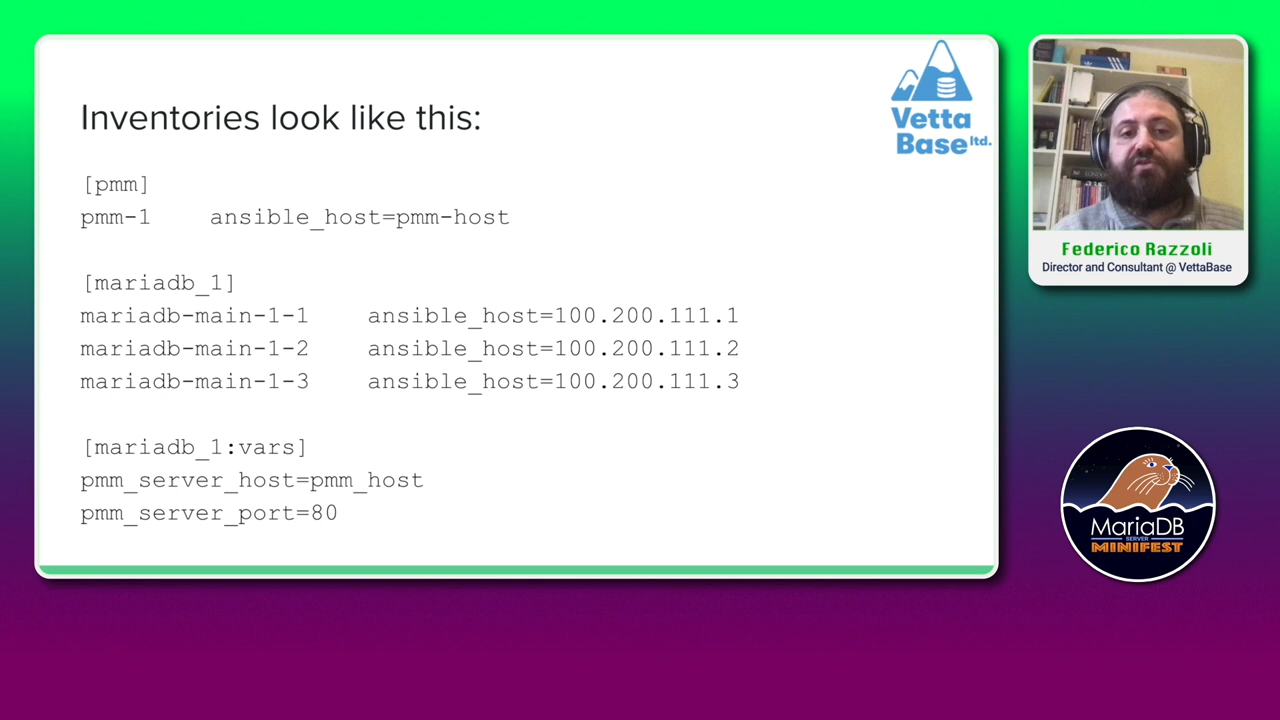 Inventories look like this:
Vetta
Base ltd.
[pmm]
pmm-1 ansible_host=pmm-host
[mariadb_1]
mariadb-main-1-1 ansible_host=100.200.111.1
mariadb-main-1-2 ansible_host=100.200.111.2
mariadb-main-1-3 ansible_host=100.200.111.3
[mariadb_1:vars]
pmm_server_host=pmm_host
pmm_server_port=80
Federico Razzoli
Director and Consultant @ VettaBase
MariaDB
SERVER
MINIFEST